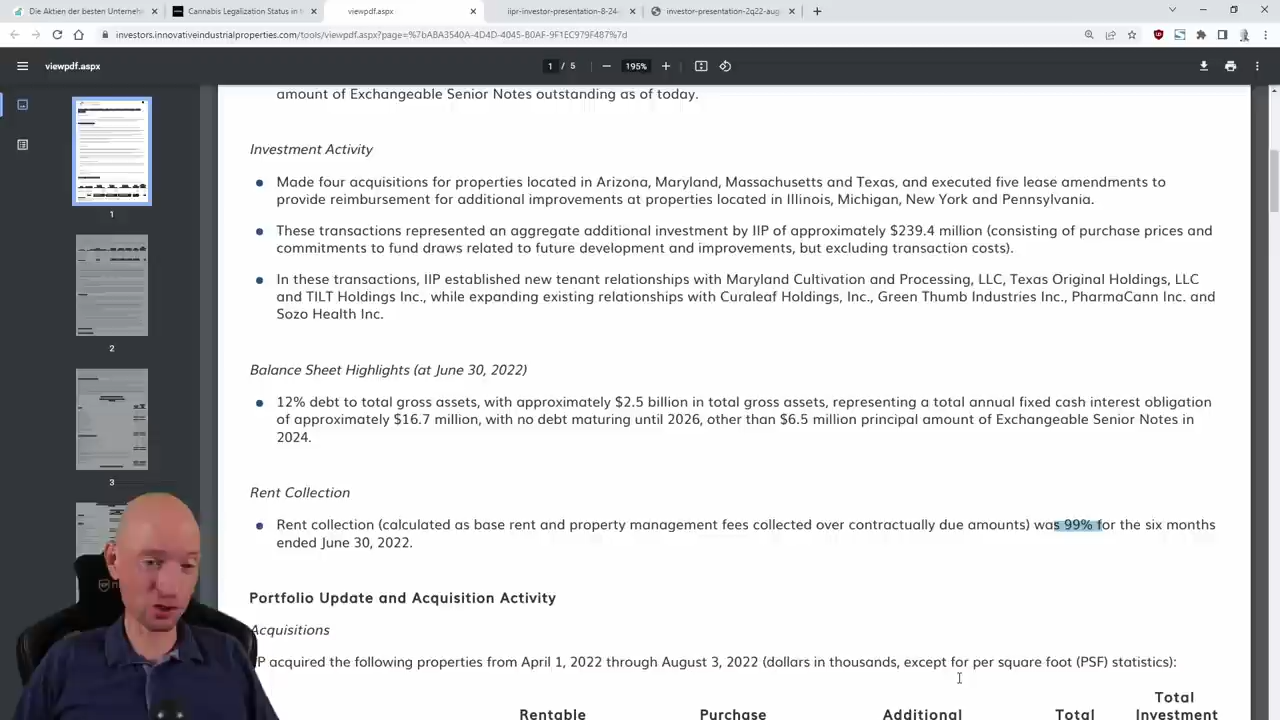 Die Aktien der besten Unterneh
Cannabis Legalization Status in t
viewpdf.aspx
iipr-investor-presentation-8-24-
investor-presentation-2q22-aug
investors.innovativeindustrialproperties.com/tools/viewpdf.aspx?page=%7bABA3540A-4D4D-4045-B0AF-9F1EC979F487%7d
viewpdf.aspx
1 / 5
195%
1
2
3
amount of Exchangeable Senior Notes outstanding as of today.
Investment Activity
Made four acquisitions for properties located in Arizona, Maryland, Massachusetts and Texas, and executed five lease amendments to
provide reimbursement for additional improvements at properties located in Illinois, Michigan, New York and Pennsylvania.
These transactions represented an aggregate additional investment by IIP of approximately $239.4 million (consisting of purchase prices and
commitments to fund draws related to future development and improvements, but excluding transaction costs).
In these transactions, IIP established new tenant relationships with Maryland Cultivation and Processing, LLC, Texas Original Holdings, LLC
and TILT Holdings Inc., while expanding existing relationships with Curaleaf Holdings, Inc., Green Thumb Industries Inc., PharmaCann Inc. and
Sozo Health Inc.
Balance Sheet Highlights (at June 30, 2022)
12% debt to total gross assets, with approximately $2.5 billion in total gross assets, representing a total annual fixed cash interest obligation
of approximately $16.7 million, with no debt maturing until 2026, other than $6.5 million principal amount of Exchangeable Senior Notes in
2024.
Rent Collection
Rent collection (calculated as base rent and property management fees collected over contractually due amounts) was 99% for the six months
ended June 30, 2022.
Portfolio Update and Acquisition Activity
Acquisitions
P acquired the following properties from April 1, 2022 through August 3, 2022 (dollars in thousands, except for per square foot (PSF) statistics):
Total
Rentable Purchase Additional Total Investment